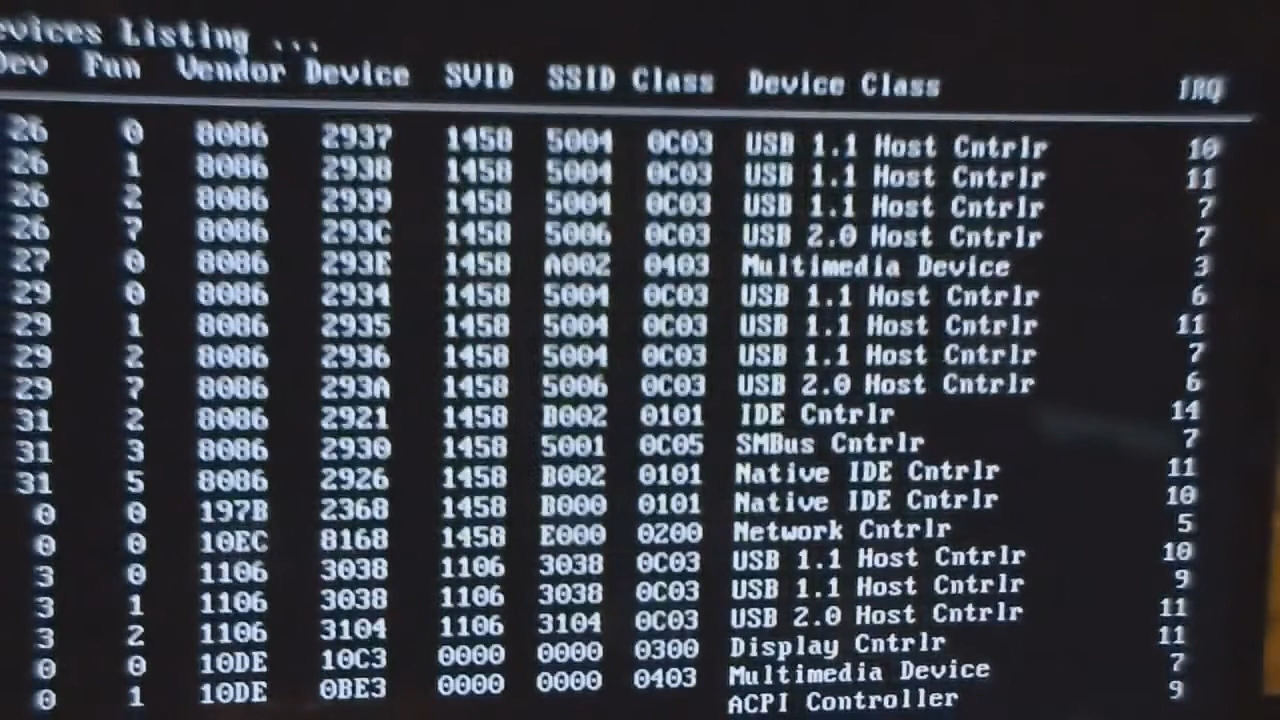 evices Listing ...
Dev Fun Vendor Device SVID SSID Class Device Class IRQ
26 0 8086 2937 1458 5004 0C03 USB 1.1 Host Cntrlr 10
26 1 8086 2938 1458 5004 0C03 USB 1.1 Host Cntrlr 11
26 2 8086 2939 1458 5004 0C03 USB 1.1 Host Cntrlr 7
26 7 8086 293C 1458 5006 0C03 USB 2.0 Host Cntrlr 7
27 0 8086 293E 1458 A002 0403 Multimedia Device 3
29 0 8086 2934 1458 5004 0C03 USB 1.1 Host Cntrlr 6
29 1 8086 2935 1458 5004 0C03 USB 1.1 Host Cntrlr 11
29 2 8086 2936 1458 5004 0C03 USB 1.1 Host Cntrlr 7
29 7 8086 293A 1458 5006 0C03 USB 2.0 Host Cntrlr 6
31 2 8086 2921 1458 B002 0101 IDE Cntrlr 14
31 3 8086 2930 1458 5001 0C05 SMBus Cntrlr 7
31 5 8086 2926 1458 B002 0101 Native IDE Cntrlr 11
0 0 197B 2368 1458 B000 0101 Native IDE Cntrlr 10
0 0 10EC 8168 1458 E000 0200 Network Cntrlr 5
3 0 1106 3038 1106 3038 0C03 USB 1.1 Host Cntrlr 10
3 1 1106 3038 1106 3038 0C03 USB 1.1 Host Cntrlr 9
3 2 1106 3104 1106 3104 0C03 USB 2.0 Host Cntrlr 11
0 0 10DE 10C3 0000 0000 0300 Display Cntrlr 11
0 1 10DE 0BE3 0000 0000 0403 Multimedia Device 7
ACPI Controller 9